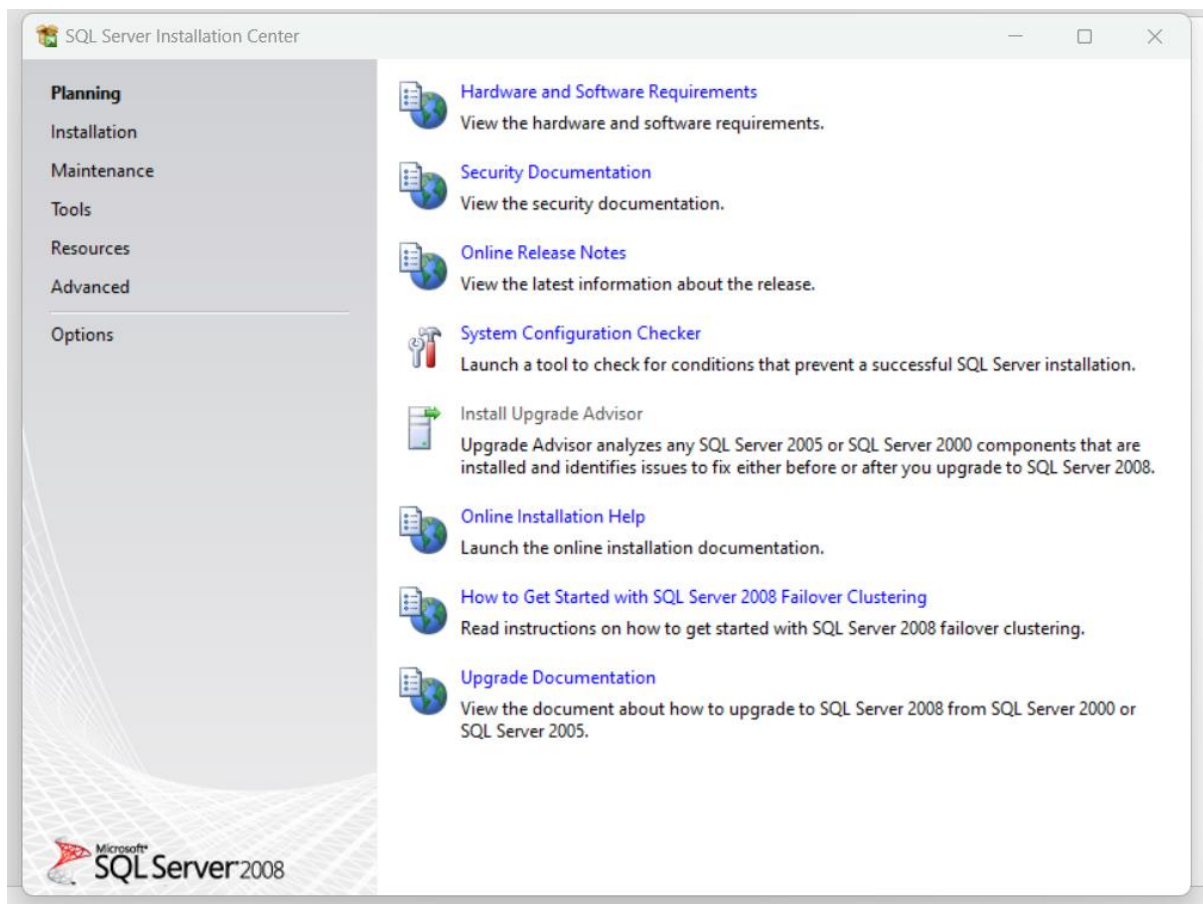 SQL Server Installation Center
Planning
Installation
Maintenance
Tools
Resources
Advanced
Options
Hardware and Software Requirements
View the hardware and software requirements.
Security Documentation
View the security documentation.
Online Release Notes
View the latest information about the release.
System Configuration Checker
Launch a tool to check for conditions that prevent a successful SQL Server installation.
Install Upgrade Advisor
Upgrade Advisor analyzes any SQL Server 2005 or SQL Server 2000 components that are
installed and identifies issues to fix either before or after you upgrade to SQL Server 2008.
Online Installation Help
Launch the online installation documentation.
How to Get Started with SQL Server 2008 Failover Clustering
Read instructions on how to get started with SQL Server 2008 failover clustering.
Upgrade Documentation
View the document about how to upgrade to SQL Server 2008 from SQL Server 2000 or
SQL Server 2005.
Microsoft®
SQL Server® 2008